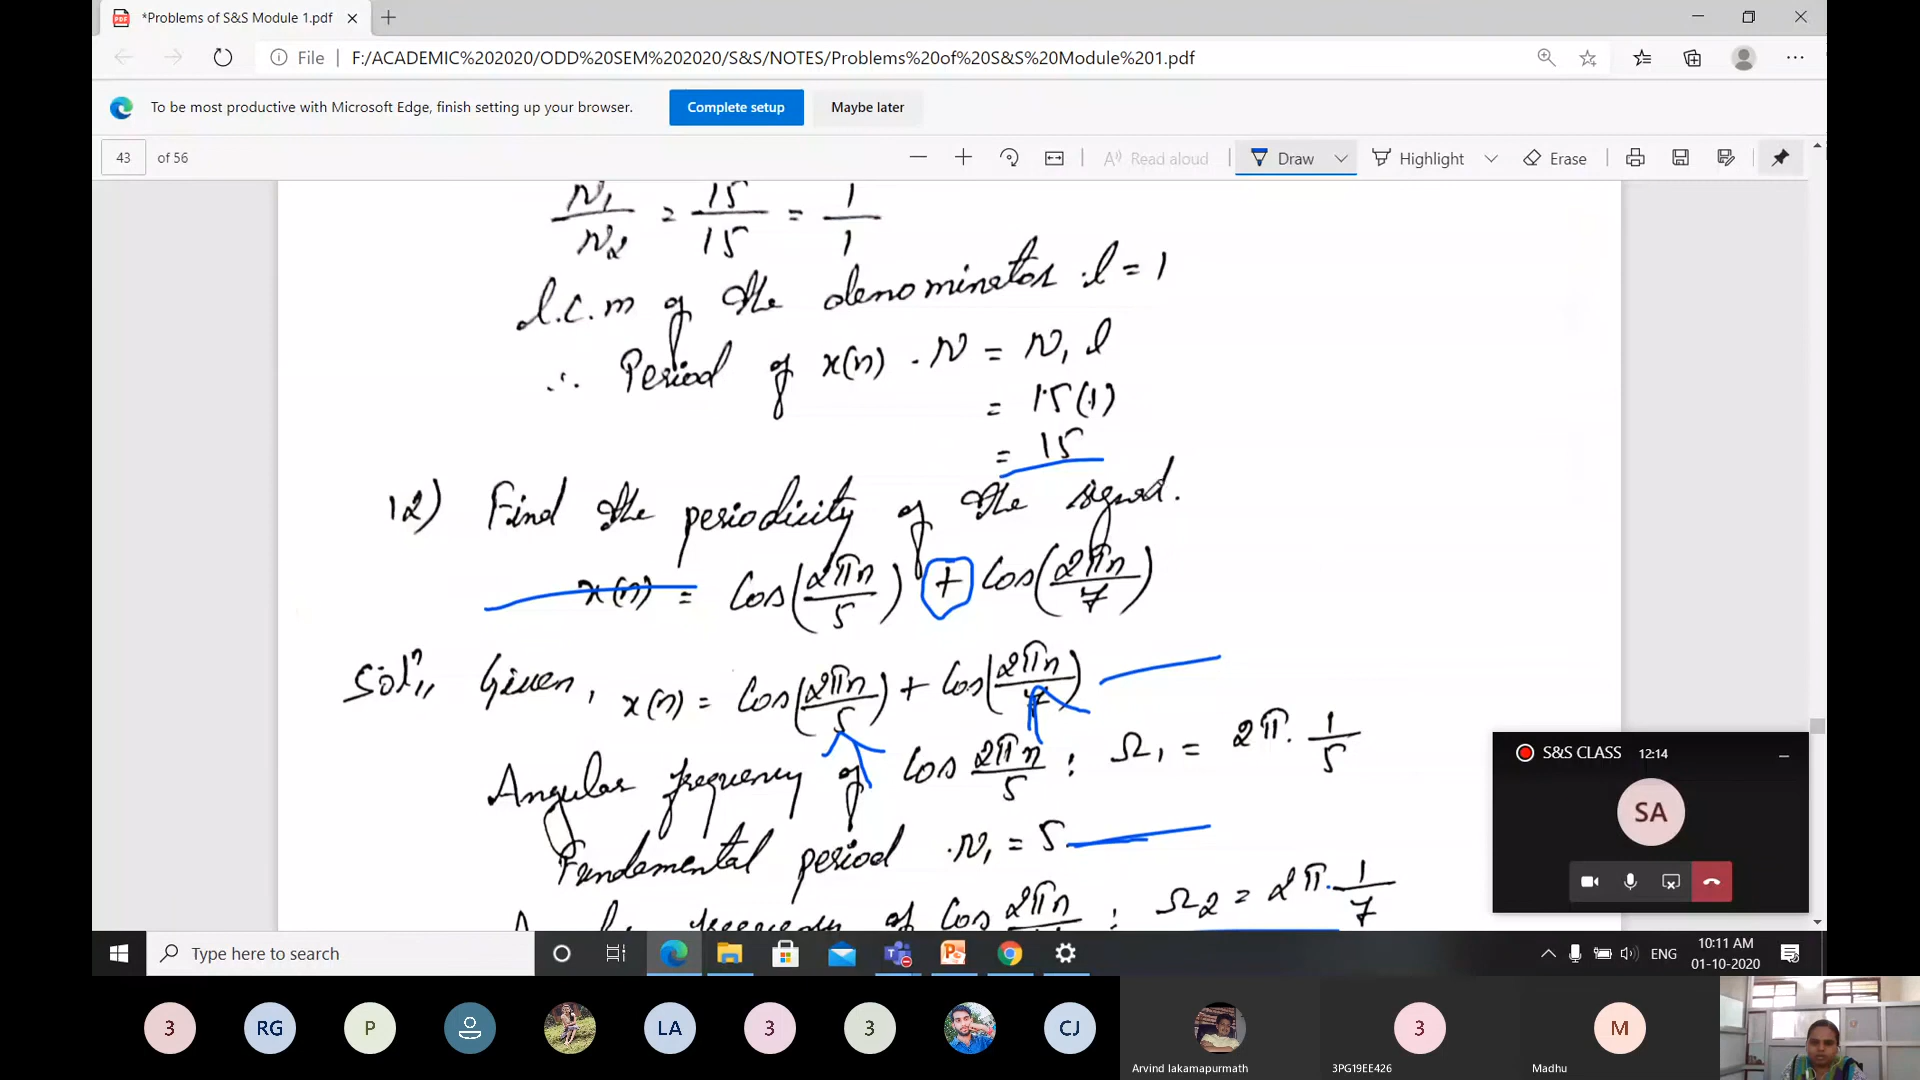 *Problems of S&S Module 1.pdf
File | F:/ACADEMIC%202020/ODD%20SEM%202020/S&S/NOTES/Problems%20of%20S&S%20Module%201.pdf
To be most productive with Microsoft Edge, finish setting up your browser. Complete setup Maybe later
43 of 56 Read aloud Draw Highlight Erase
N₁/N₂ = 15/15 = 1/1
l.c.m of the denominator l = 1
∴ Period of x(n) . N = N₁ l
= 15(1)
= 15
12) Find the periodicity of the signal.
x(n) = Cos(2πn/5) + Cos(2πn/7)
Solⁿ,, Given, x(n) = Cos(2πn/5) + Cos(2πn/7)
Angular frequency of Cos 2πn/5 : Ω₁ = 2π. 1/5
Fundamental period . N₁ = 5
frequency of Cos 2πn : Ω₂ = 2π. 1/7
S&S CLASS 12:14
SA
Type here to search
ENG
10:11 AM
01-10-2020
3 RG P LA 3 3 CJ 3 M
Arvind lakamapurmath 3PG19EE426 Madhu